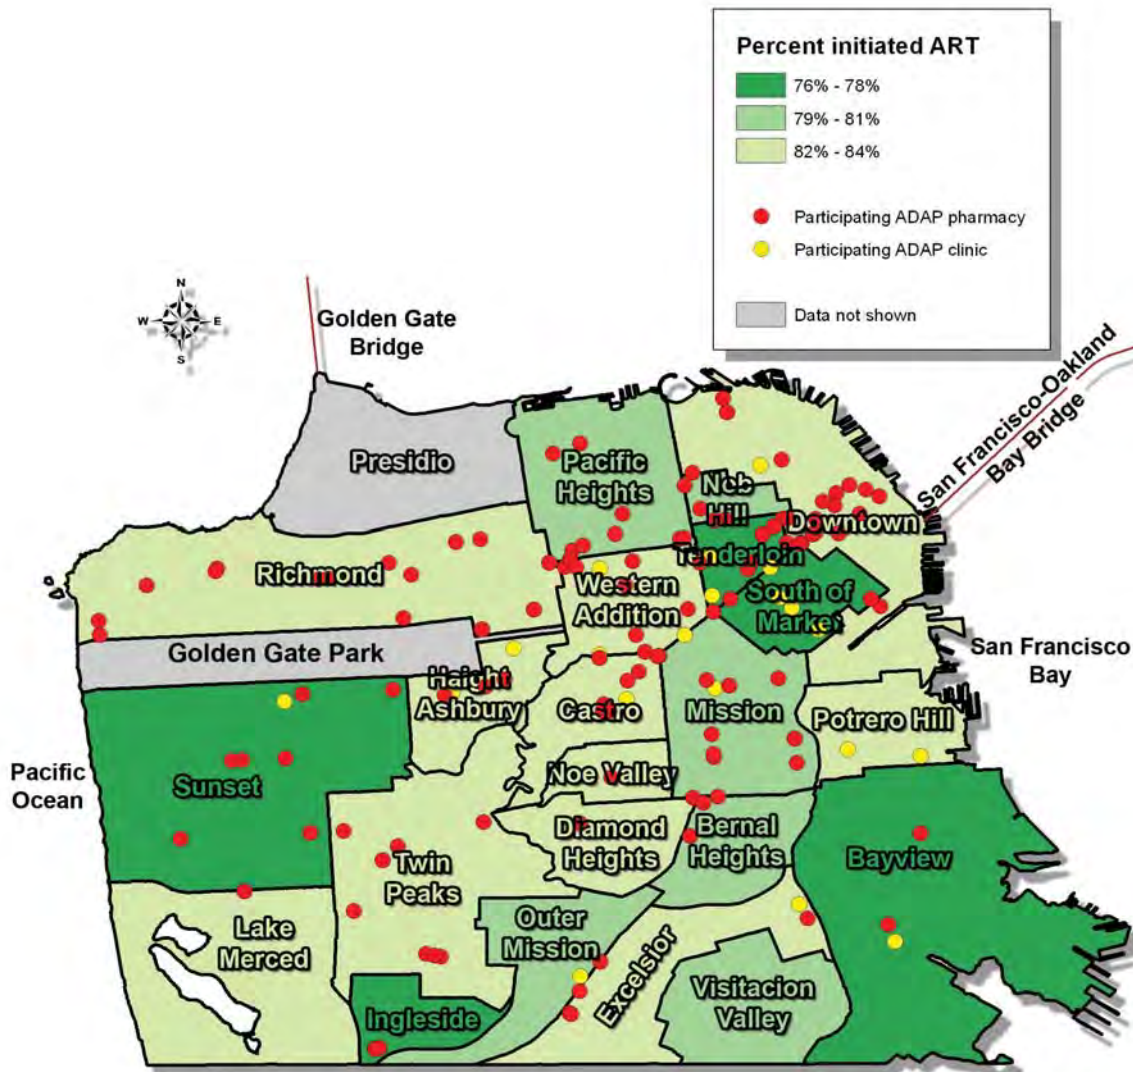 Percent initiated ART
76% - 78%
79% - 81%
82% - 84%
Participating ADAP pharmacy
Participating ADAP clinic
Data not shown
N
W
E
S
Golden Gate
Bridge
San Francisco-Oakland
Bay Bridge
Presidio
Pacific
Heights
Nob
Hill
Downtown
Richmond
Tenderloin
Western
Addition
South of
Market
Golden Gate Park
San Francisco
Bay
Haight
Ashbury
Castro
Mission
Potrero Hill
Pacific
Ocean
Sunset
Noe Valley
Diamond
Heights
Bernal
Heights
Bayview
Twin
Peaks
Outer
Mission
Lake
Merced
Excelsior
Visitacion
Valley
Ingleside